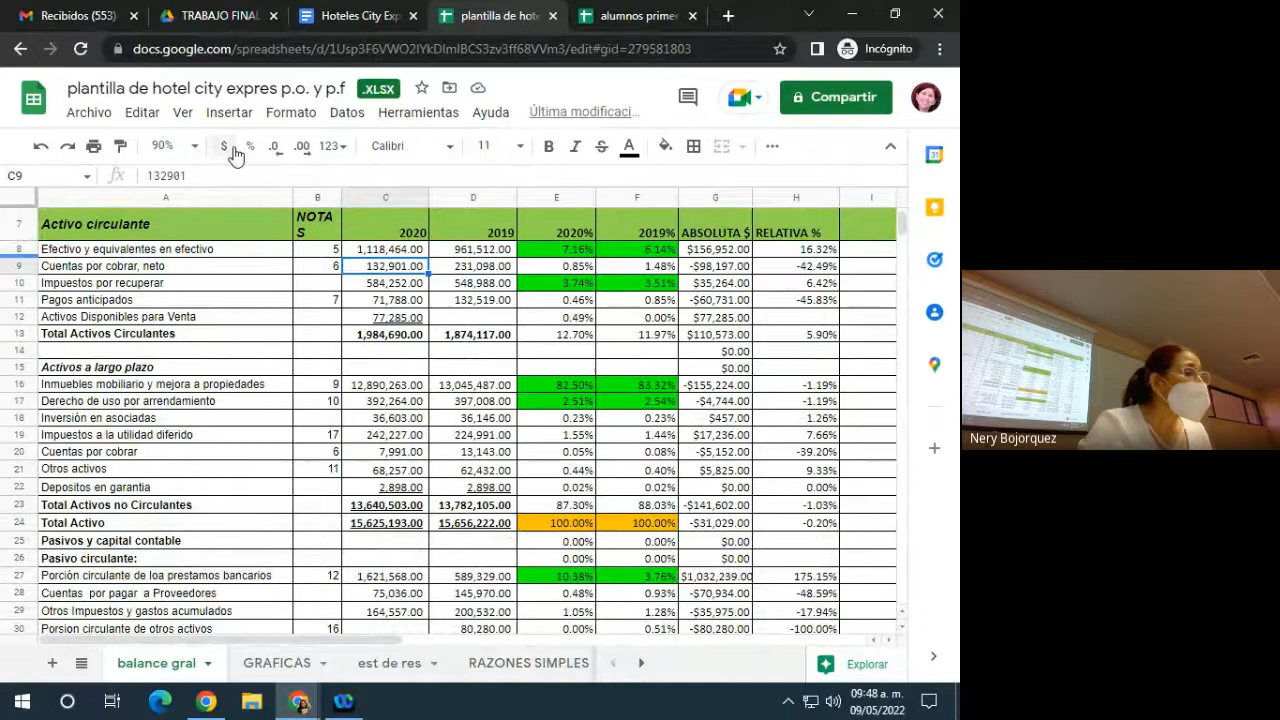 Recibidos (553)
TRABAJO FINAL
Hoteles City Exp
plantilla de hote
alumnos prime
docs.google.com/spreadsheets/d/1Usp3F6VWO2IYkDlmIBCS3zv3ff68VVm3/edit#gid=279581803
Incógnito
plantilla de hotel city expres p.o. y p.f
.XLSX
Archivo Editar Ver Insertar Formato Datos Herramientas Ayuda Última modificaci...
Compartir
90% $ % .0 .00 123 Calibri 11 B I S A
C9 fx 132901
A B C D E F G H I
7 Activo circulante NOTAS 2020 2019 2020% 2019% ABSOLUTA $ RELATIVA %
8 Efectivo y equivalentes en efectivo 5 1,118,464.00 961,512.00 7.16% 6.14% $156,952.00 16.32%
9 Cuentas por cobrar, neto 6 132,901.00 231,098.00 0.85% 1.48% -$98,197.00 -42.49%
10 Impuestos por recuperar 584,252.00 548,988.00 3.74% 3.51% $35,264.00 6.42%
11 Pagos anticipados 7 71,788.00 132,519.00 0.46% 0.85% -$60,731.00 -45.83%
12 Activos Disponibles para Venta 77,285.00 0.49% 0.00% $77,285.00
13 Total Activos Circulantes 1,984,690.00 1,874,117.00 12.70% 11.97% $110,573.00 5.90%
14 $0.00
15 Activos a largo plazo $0.00
16 Inmuebles mobiliario y mejora a propiedades 9 12,890,263.00 13,045,487.00 82.50% 83.32% -$155,224.00 -1.19%
17 Derecho de uso por arrendamiento 10 392,264.00 397,008.00 2.51% 2.54% -$4,744.00 -1.19%
18 Inversión en asociadas 36,603.00 36,146.00 0.23% 0.23% $457.00 1.26%
19 Impuestos a la utilidad diferido 17 242,227.00 224,991.00 1.55% 1.44% $17,236.00 7.66%
20 Cuentas por cobrar 6 7,991.00 13,143.00 0.05% 0.08% -$5,152.00 -39.20%
21 Otros activos 11 68,257.00 62,432.00 0.44% 0.40% $5,825.00 9.33%
22 Depositos en garantia 2,898.00 2,898.00 0.02% 0.02% $0.00 0.00%
23 Total Activos no Circulantes 13,640,503.00 13,782,105.00 87.30% 88.03% -$141,602.00 -1.03%
24 Total Activo 15,625,193.00 15,656,222.00 100.00% 100.00% -$31,029.00 -0.20%
25 Pasivos y capital contable 0.00% 0.00% $0.00
26 Pasivo circulante: 0.00% 0.00% $0.00
27 Porción circulante de loa prestamos bancarios 12 1,621,568.00 589,329.00 10.38% 3.76% $1,032,239.00 175.15%
28 Cuentas por pagar a Proveedores 75,036.00 145,970.00 0.48% 0.93% -$70,934.00 -48.59%
29 Otros Impuestos y gastos acumulados 164,557.00 200,532.00 1.05% 1.28% -$35,975.00 -17.94%
30 Porsion circulante de otros activos 16 80,280.00 0.00% 0.51% -$80,280.00 -100.00%
balance gral GRAFICAS est de res RAZONES SIMPLES Explorar
09:48 a. m.
09/05/2022
31
Nery Bojorquez